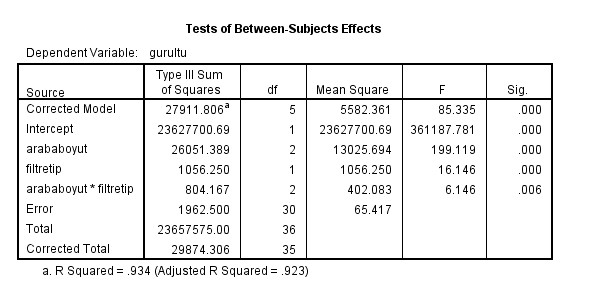 Tests of Between-Subjects Effects
Dependent Variable: gurultu
Source Type III Sum of Squares df Mean Square F Sig.
Corrected Model 27911.806a 5 5582.361 85.335 .000
Intercept 23627700.69 1 23627700.69 361187.781 .000
arababoyut 26051.389 2 13025.694 199.119 .000
filtretip 1056.250 1 1056.250 16.146 .000
arababoyut * filtretip 804.167 2 402.083 6.146 .006
Error 1962.500 30 65.417
Total 23657575.00 36
Corrected Total 29874.306 35
a. R Squared = .934 (Adjusted R Squared = .923)